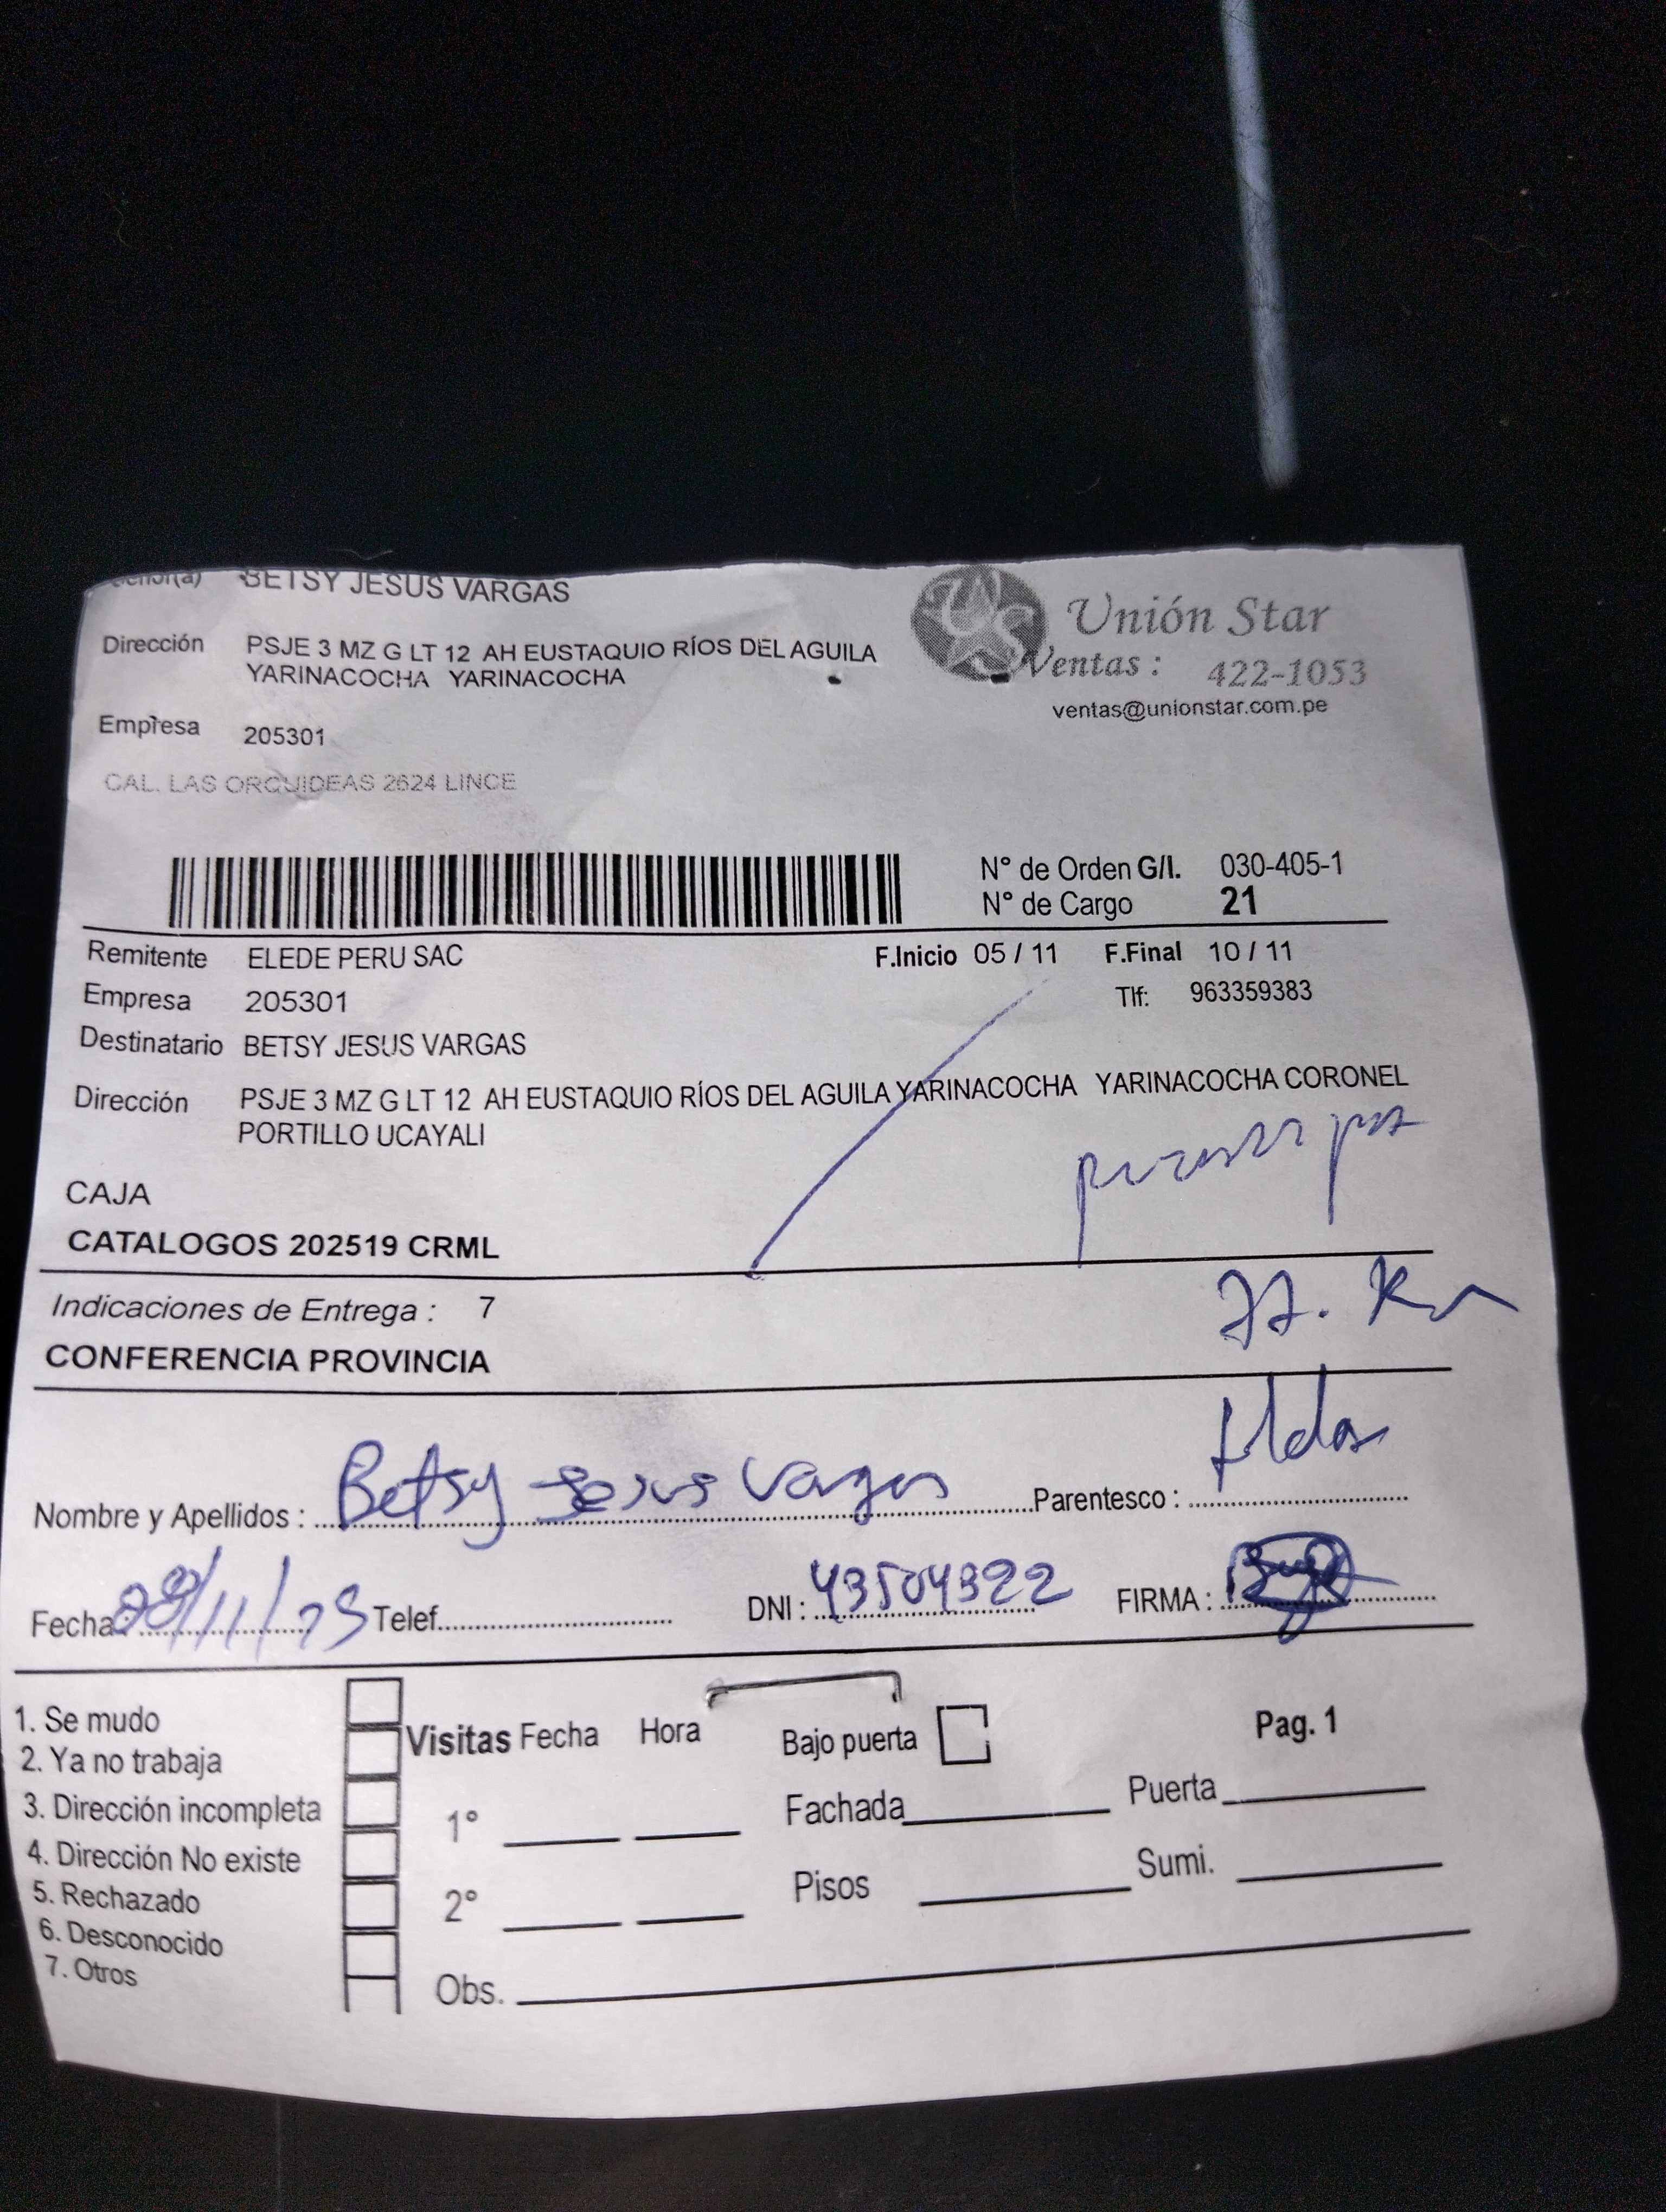 BETSY JESUS VARGAS
Unión Star
Dirección PSJE 3 MZ G LT 12 AH EUSTAQUIO RÍOS DEL AGUILA
YARINACOCHA YARINACOCHA
Ventas : 422-1053
ventas@unionstar.com.pe
Empresa 205301
CAL. LAS ORQUIDEAS 2624 LINCE
N° de Orden G/I. 030-405-1
N° de Cargo 21
Remitente ELEDE PERU SAC F.Inicio 05 / 11 F.Final 10 / 11
Empresa 205301 Tlf: 963359383
Destinatario BETSY JESUS VARGAS
Dirección PSJE 3 MZ G LT 12 AH EUSTAQUIO RÍOS DEL AGUILA YARINACOCHA YARINACOCHA CORONEL
PORTILLO UCAYALI
CAJA
CATALOGOS 202519 CRML
Indicaciones de Entrega : 7
CONFERENCIA PROVINCIA
Nombre y Apellidos : Betsy Jesus Vargas Parentesco :
Fecha: 08/11/25 Telef. DNI : 43504322 FIRMA :
1. Se mudo
2. Ya no trabaja
3. Dirección incompleta
4. Dirección No existe
5. Rechazado
6. Desconocido
7. Otros
Visitas Fecha Hora Bajo puerta Pag. 1
1° Fachada Puerta
2° Pisos Sumi.
Obs.